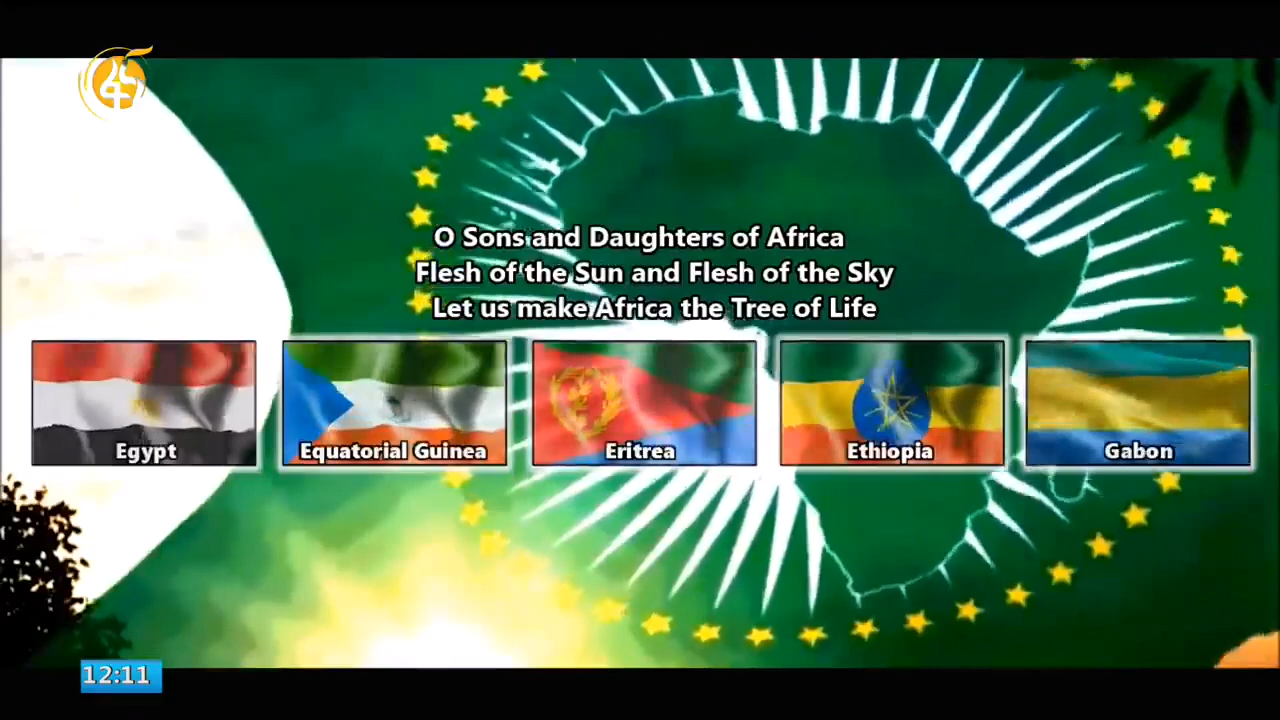 O Sons and Daughters of Africa
Flesh of the Sun and Flesh of the Sky
Let us make Africa the Tree of Life
Egypt
Equatorial Guinea
Eritrea
Ethiopia
Gabon
12:11